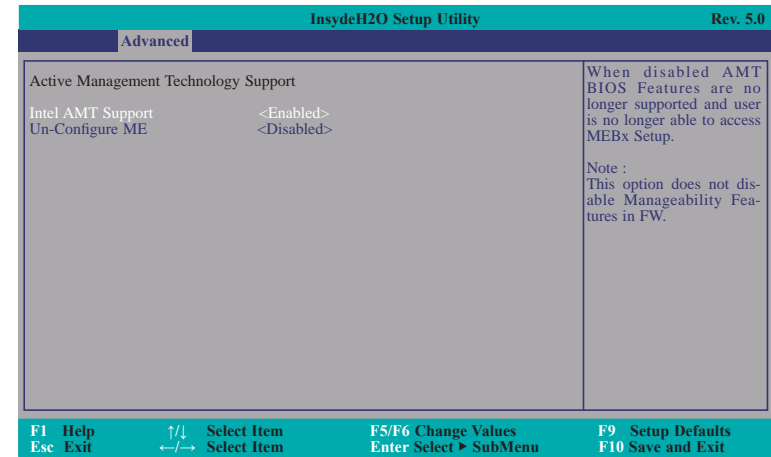 InsydeH2O Setup Utility Rev. 5.0
Advanced
Active Management Technology Support
Intel AMT Support <Enabled>
Un-Configure ME <Disabled>
When disabled AMT
BIOS Features are no
longer supported and user
is no longer able to access
MEBx Setup.
Note :
This option does not dis-
able Manageability Fea-
tures in FW.
F1 Help ↑/↓ Select Item F5/F6 Change Values F9 Setup Defaults
Esc Exit ←/→ Select Item Enter Select ▶ SubMenu F10 Save and Exit